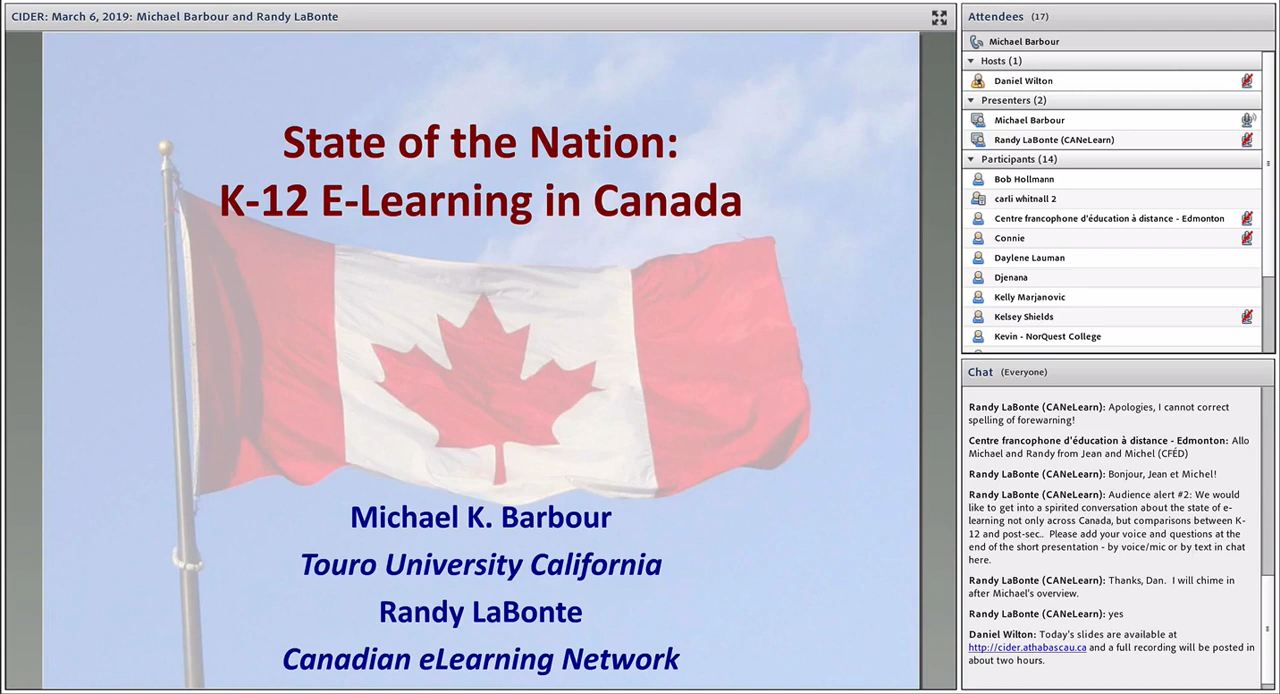 CIDER: March 6, 2019: Michael Barbour and Randy LaBonte
State of the Nation:
K-12 E-Learning in Canada
Michael K. Barbour
Touro University California
Randy LaBonte
Canadian eLearning Network
Attendees (17)
Michael Barbour
Hosts (1)
Daniel Wilton
Presenters (2)
Michael Barbour
Randy LaBonte (CANeLearn)
Participants (14)
Bob Hollmann
carli whitnall 2
Centre francophone d'éducation à distance - Edmonton
Connie
Daylene Lauman
Djenana
Kelly Marjanovic
Kelsey Shields
Kevin - NorQuest College
Chat (Everyone)
Randy LaBonte (CANeLearn): Apologies, I cannot correct
spelling of forewarning!
Centre francophone d'éducation à distance - Edmonton: Allo
Michael and Randy from Jean and Michel (CFÉD)
Randy LaBonte (CANeLearn): Bonjour, Jean et Michel!
Randy LaBonte (CANeLearn): Audience alert #2: We would
like to get into a spirited conversation about the state of e-
learning not only across Canada, but comparisons between K-
12 and post-sec.. Please add your voice and questions at the
end of the short presentation - by voice/mic or by text in chat
here.
Randy LaBonte (CANeLearn): Thanks, Dan. I will chime in
after Michael's overview.
Randy LaBonte (CANeLearn): yes
Daniel Wilton: Today's slides are available at
http://cider.athabascau.ca and a full recording will be posted in
about two hours.